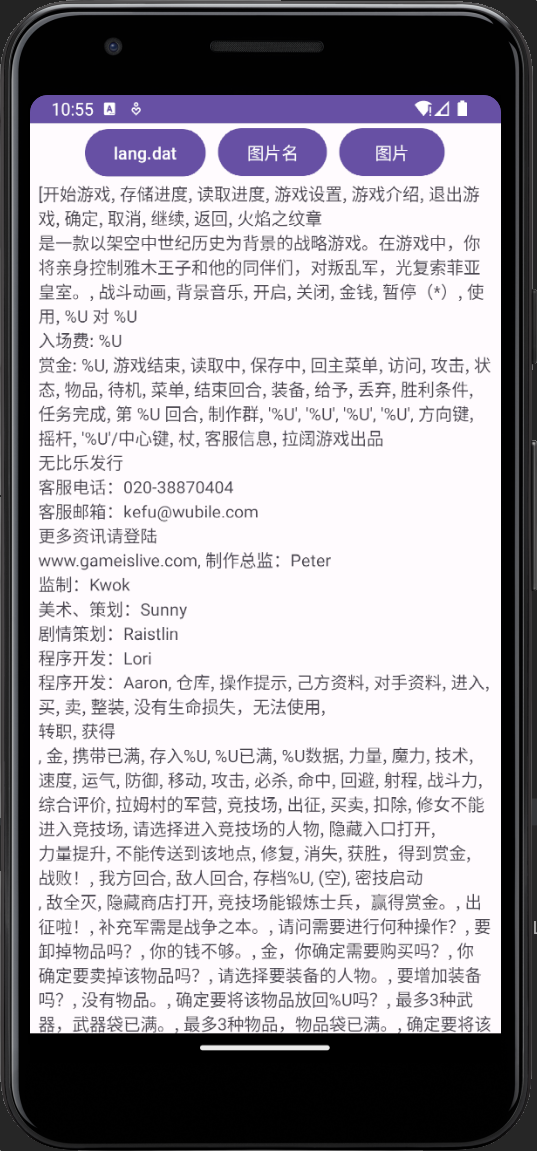 10:55
lang.dat 图片名 图片
[开始游戏, 存储进度, 读取进度, 游戏设置, 游戏介绍, 退出游
戏, 确定, 取消, 继续, 返回, 火焰之纹章
是一款以架空中世纪历史为背景的战略游戏。在游戏中，你
将亲身控制雅木王子和他的同伴们，对叛乱军，光复索菲亚
皇室。, 战斗动画, 背景音乐, 开启, 关闭, 金钱, 暂停（*）, 使
用, %U 对 %U
入场费: %U
赏金: %U, 游戏结束, 读取中, 保存中, 回主菜单, 访问, 攻击, 状
态, 物品, 待机, 菜单, 结束回合, 装备, 给予, 丢弃, 胜利条件,
任务完成, 第 %U 回合, 制作群, '%U', '%U', '%U', '%U', 方向键,
摇杆, '%U'/中心键, 杖, 客服信息, 拉阔游戏出品
无比乐发行
客服电话：020-38870404
客服邮箱：kefu@wubile.com
更多资讯请登陆
www.gameislive.com, 制作总监：Peter
监制：Kwok
美术、策划：Sunny
剧情策划：Raistlin
程序开发：Lori
程序开发：Aaron, 仓库, 操作提示, 己方资料, 对手资料, 进入,
买, 卖, 整装, 没有生命损失，无法使用,
转职, 获得
, 金, 携带已满, 存入%U, %U已满, %U数据, 力量, 魔力, 技术,
速度, 运气, 防御, 移动, 攻击, 必杀, 命中, 回避, 射程, 战斗力,
综合评价, 拉姆村的军营, 竞技场, 出征, 买卖, 扣除, 修女不能
进入竞技场, 请选择进入竞技场的人物, 隐藏入口打开,
力量提升, 不能传送到该地点, 修复, 消失, 获胜，得到赏金,
战败！, 我方回合, 敌人回合, 存档%U, (空), 密技启动
, 敌全灭, 隐藏商店打开, 竞技场能锻炼士兵，赢得赏金。, 出
征啦！, 补充军需是战争之本。, 请问需要进行何种操作？, 要
卸掉物品吗？, 你的钱不够。, 金，你确定需要购买吗？, 你
确定要卖掉该物品吗？, 请选择要装备的人物。, 要增加装备
吗？, 没有物品。, 确定要将该物品放回%U吗？, 最多3种武
器，武器袋已满。, 最多3种物品，物品袋已满。, 确定要将该